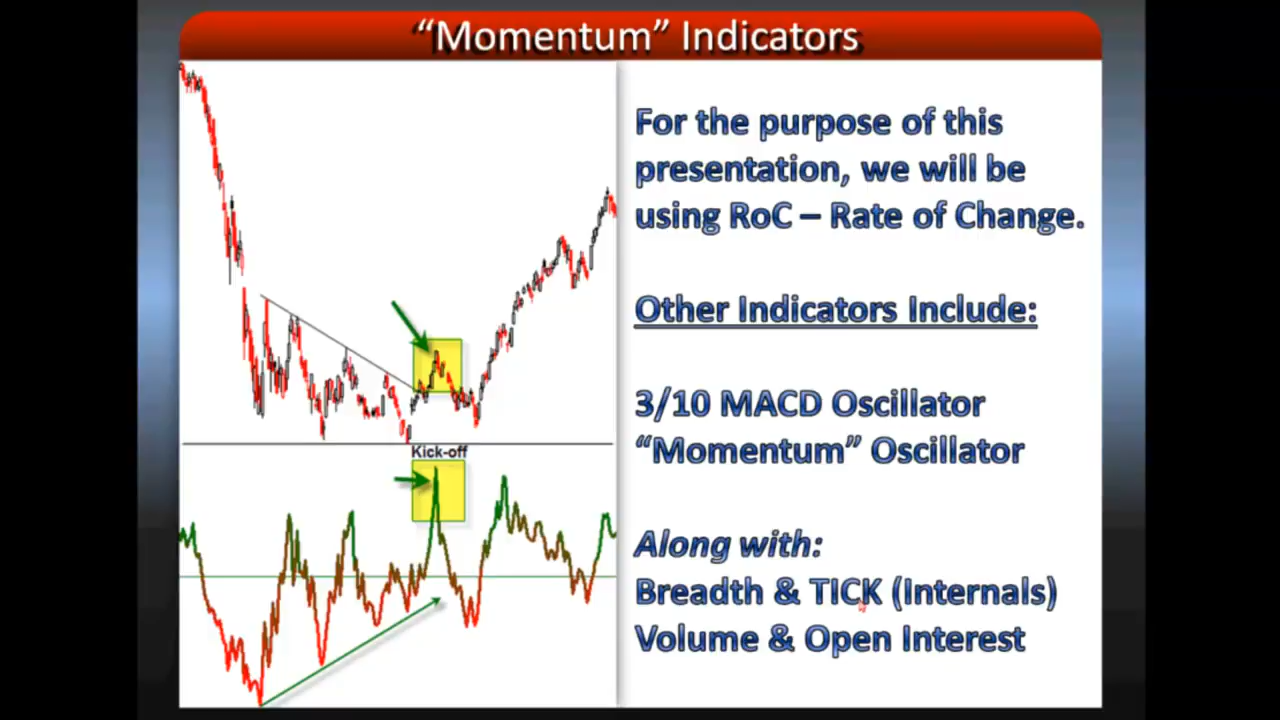 “Momentum” Indicators
For the purpose of this
presentation, we will be
using RoC – Rate of Change.
Other Indicators Include:
3/10 MACD Oscillator
“Momentum” Oscillator
Along with:
Breadth & TICK (Internals)
Volume & Open Interest
Kick-off